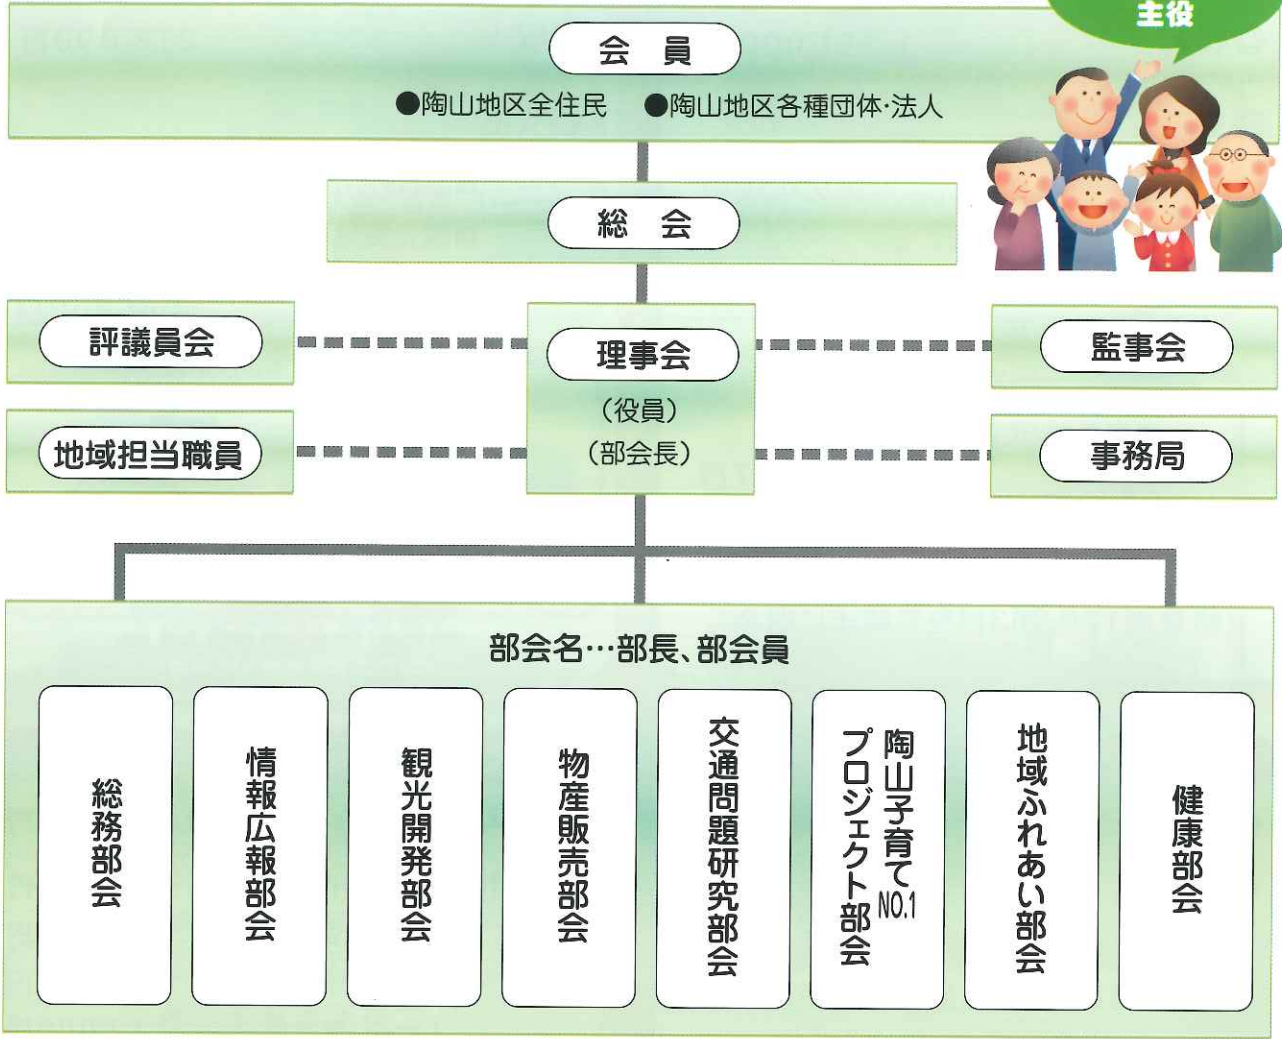 主役
会　員
●陶山地区全住民　●陶山地区各種団体・法人
総　会
評議員会
理事会
(役員)
(部会長)
監事会
地域担当職員
事務局
部会名…部長、部会員
総務部会
情報広報部会
観光開発部会
物産販売部会
交通問題研究部会
陶山子育てNO.1
プロジェクト部会
地域ふれあい部会
健康部会